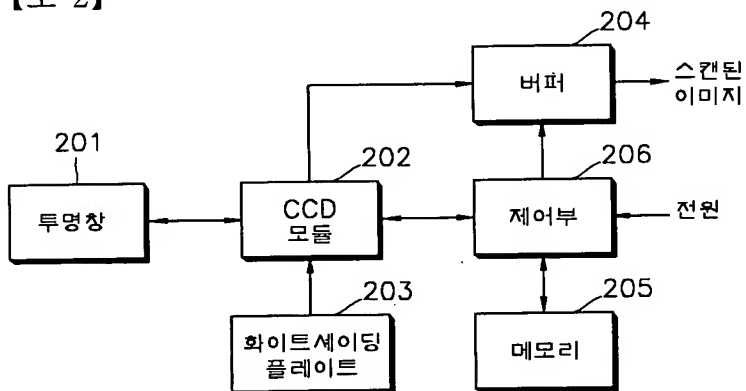 【도 2】
204
버퍼
스캔된
이미지
201
투명창
202
CCD
모듈
206
제어부
전원
203
화이트셰이딩
플레이트
205
메모리